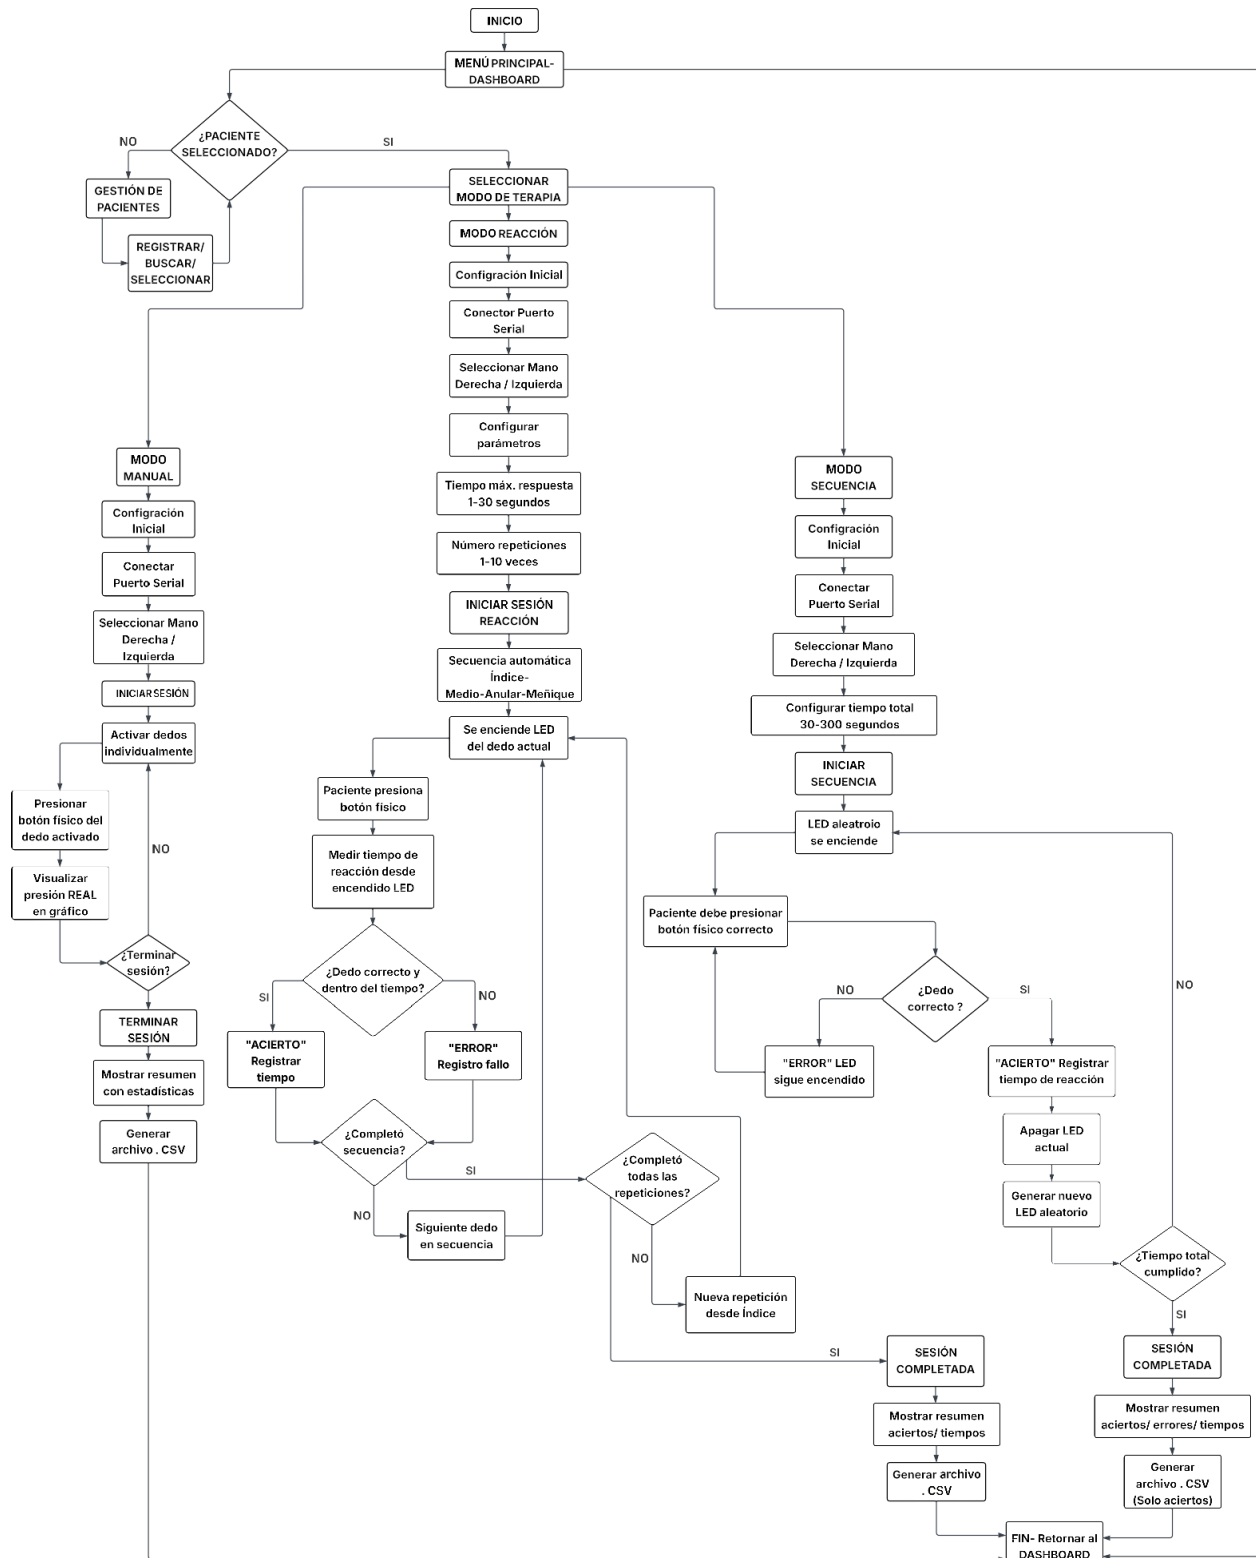 INICIO
MENÚ PRINCIPAL-
DASHBOARD
¿PACIENTE
SELECCIONADO?
NO
SI
GESTIÓN DE
PACIENTES
REGISTRAR/
BUSCAR/
SELECCIONAR
SELECCIONAR
MODO DE TERAPIA
MODO REACCIÓN
Configración Inicial
Conector Puerto
Serial
Seleccionar Mano
Derecha / Izquierda
Configurar
parámetros
Tiempo máx. respuesta
1-30 segundos
Número repeticiones
1-10 veces
INICIAR SESIÓN
REACCIÓN
Secuencia automática
Índice-
Medio-Anular-Meñique
Se enciende LED
del dedo actual
Paciente presiona
botón físico
Medir tiempo de
reacción desde
encendido LED
¿Dedo correcto y
dentro del tiempo?
SI
NO
"ACIERTO"
Registrar
tiempo
"ERROR"
Registro fallo
¿Completó
secuencia?
SI
NO
Siguiente dedo
en secuencia
¿Completó
todas las
repeticiones?
NO
Nueva repetición
desde Índice
SI
SESIÓN
COMPLETADA
Mostrar resumen
aciertos/ tiempos
Generar archivo
. CSV
MODO
MANUAL
Configración
Inicial
Conectar
Puerto Serial
Seleccionar Mano
Derecha /
Izquierda
INICIAR SESIÓN
Activar dedos
individualmente
Presionar
botón físico del
dedo activado
Visualizar
presión REAL
en gráfico
NO
¿Terminar
sesión?
TERMINAR
SESIÓN
Mostrar resumen
con estadísticas
Generar
archivo . CSV
MODO
SECUENCIA
Configración
Inicial
Conectar
Puerto Serial
Seleccionar Mano
Derecha / Izquierda
Configurar tiempo total
30-300 segundos
INICIAR
SECUENCIA
LED aleatroio
se enciende
Paciente debe presionar
botón físico correcto
¿Dedo
correcto ?
NO
SI
"ERROR" LED
sigue encendido
"ACIERTO" Registrar
tiempo de reacción
Apagar LED
actual
Generar nuevo
LED aleatorio
NO
¿Tiempo total
cumplido?
SI
SESIÓN
COMPLETADA
Mostrar resumen
aciertos/ errores/ tiempos
Generar
archivo . CSV
(Solo aciertos)
FIN- Retornar al
DASHBOARD